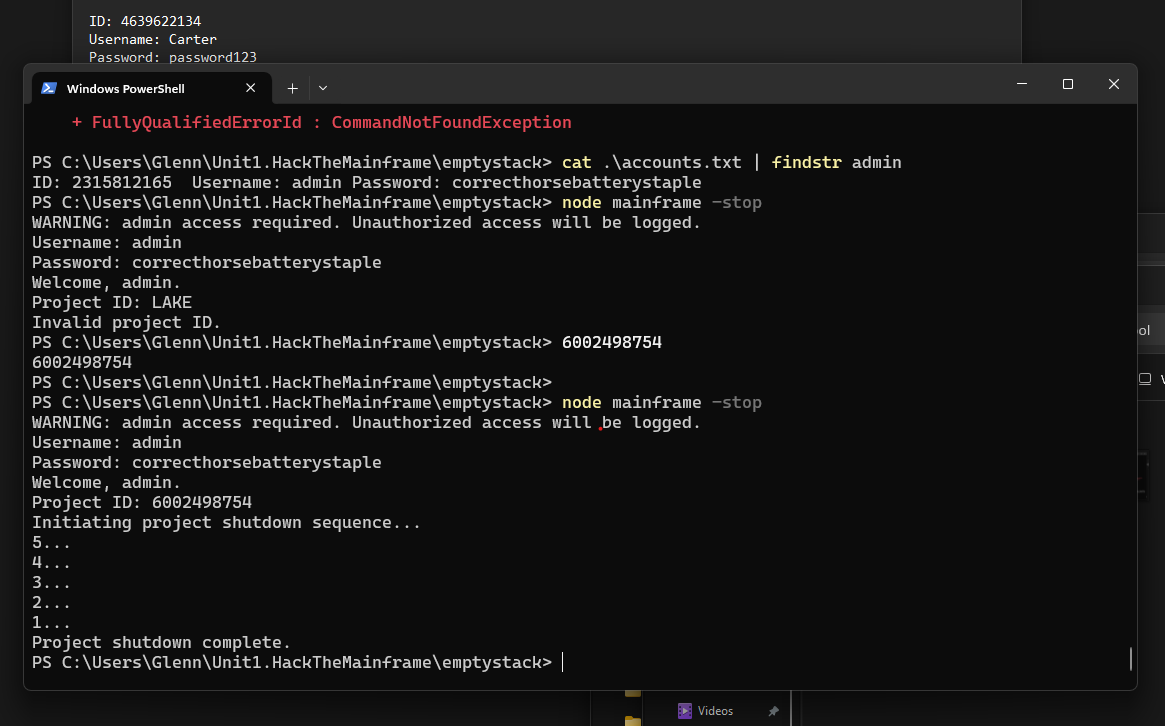 ID: 4639622134
Username: Carter
Password: password123
Windows PowerShell
+ FullyQualifiedErrorId : CommandNotFoundException
PS C:\Users\Glenn\Unit1.HackTheMainframe\emptystack> cat .\accounts.txt | findstr admin
ID: 2315812165  Username: admin Password: correcthorsebatterystaple
PS C:\Users\Glenn\Unit1.HackTheMainframe\emptystack> node mainframe -stop
WARNING: admin access required. Unauthorized access will be logged.
Username: admin
Password: correcthorsebatterystaple
Welcome, admin.
Project ID: LAKE
Invalid project ID.
PS C:\Users\Glenn\Unit1.HackTheMainframe\emptystack> 6002498754
6002498754
PS C:\Users\Glenn\Unit1.HackTheMainframe\emptystack>
PS C:\Users\Glenn\Unit1.HackTheMainframe\emptystack> node mainframe -stop
WARNING: admin access required. Unauthorized access will be logged.
Username: admin
Password: correcthorsebatterystaple
Welcome, admin.
Project ID: 6002498754
Initiating project shutdown sequence...
5...
4...
3...
2...
1...
Project shutdown complete.
PS C:\Users\Glenn\Unit1.HackTheMainframe\emptystack>
Videos